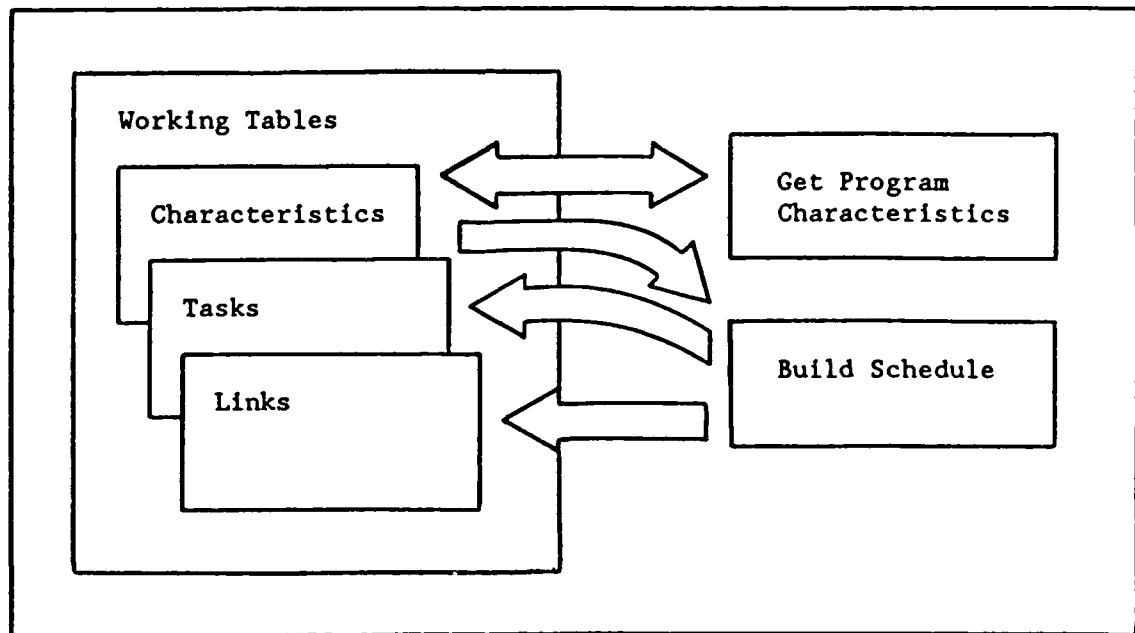 Working Tables
Characteristics
Tasks
Links
Get Program
Characteristics
Build Schedule